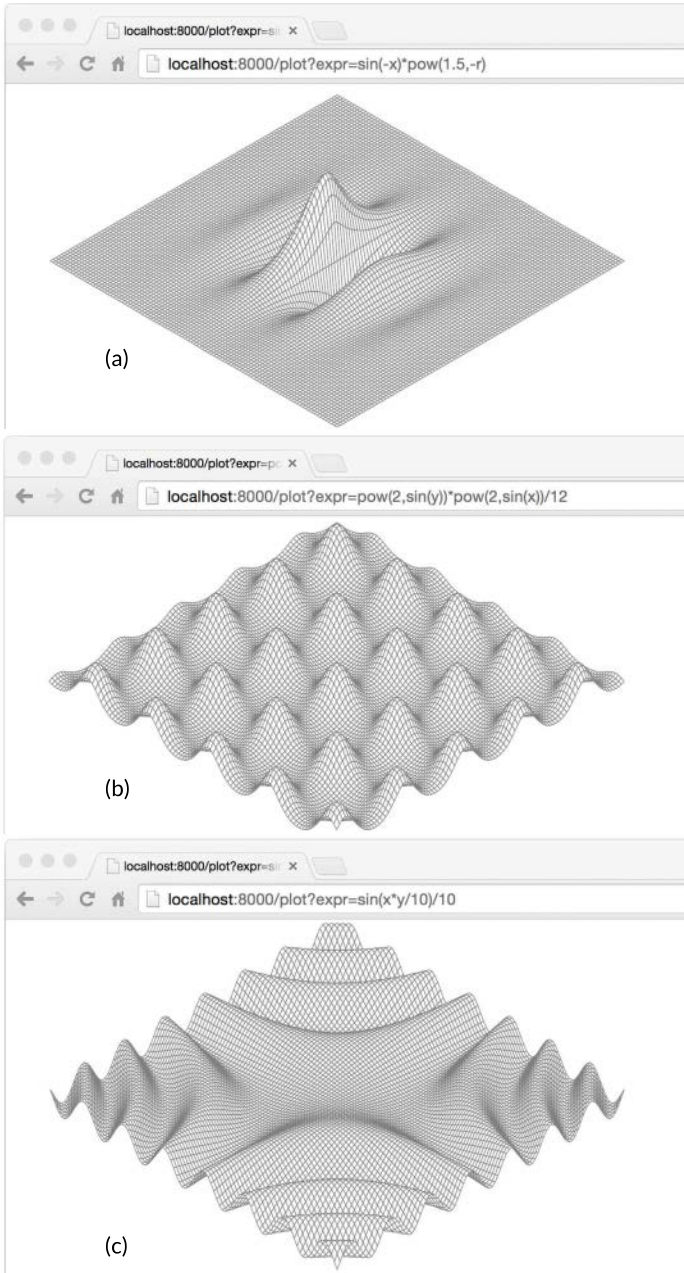 localhost:8000/plot?expr=si
localhost:8000/plot?expr=sin(-x)*pow(1.5,-r)
(a)
localhost:8000/plot?expr=po
localhost:8000/plot?expr=pow(2,sin(y))*pow(2,sin(x))/12
(b)
localhost:8000/plot?expr=si
localhost:8000/plot?expr=sin(x*y/10)/10
(c)